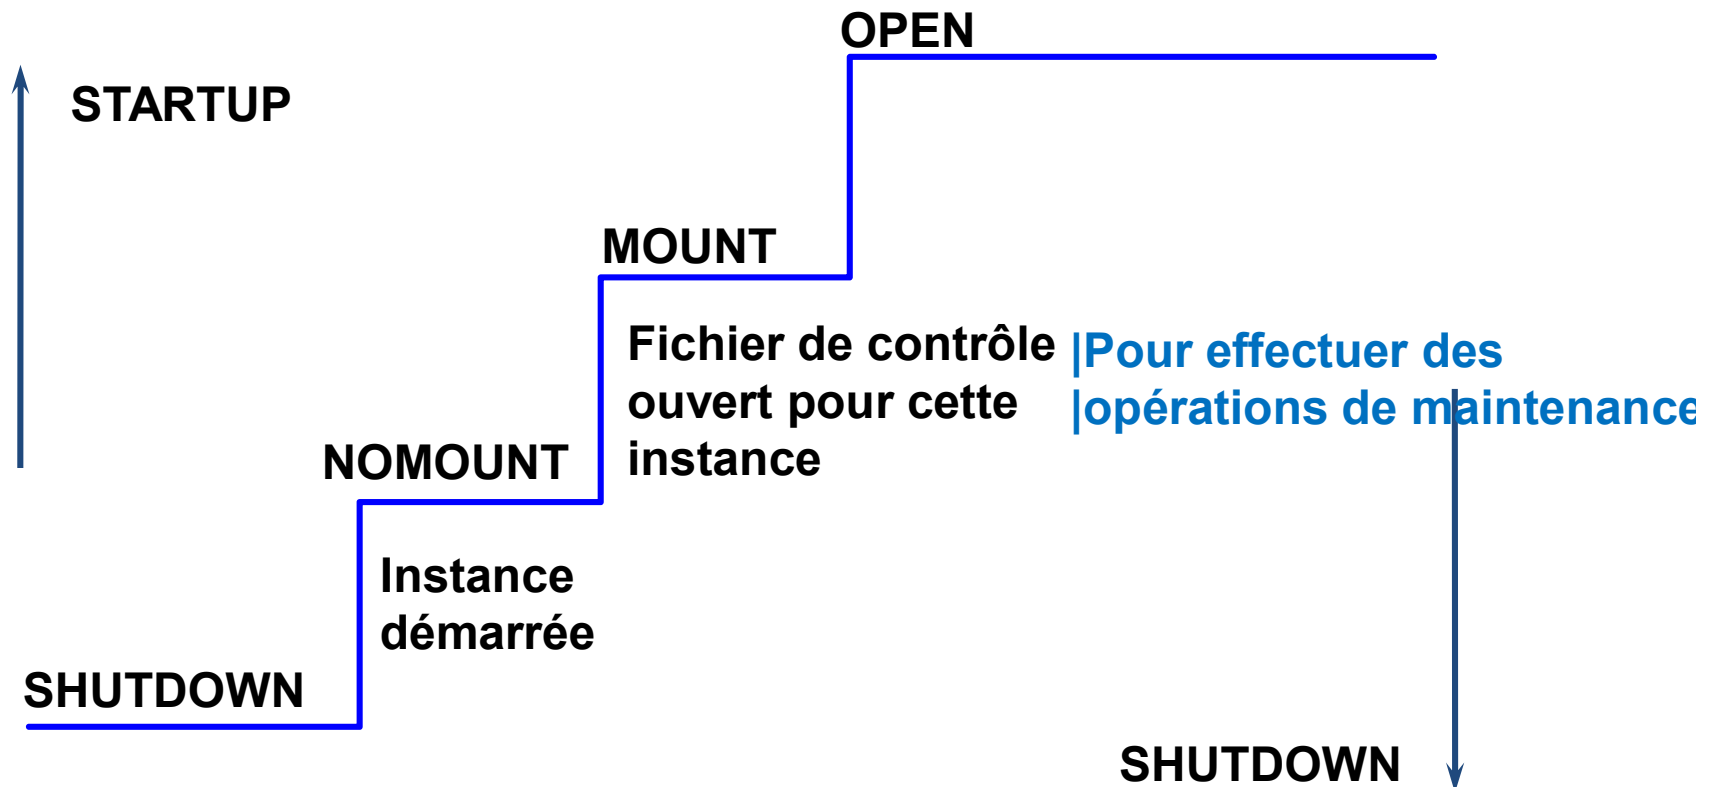 OPEN
STARTUP
MOUNT
Fichier de contrôle
ouvert pour cette
instance
|Pour effectuer des
|opérations de maintenance
NOMOUNT
Instance
démarrée
SHUTDOWN
SHUTDOWN